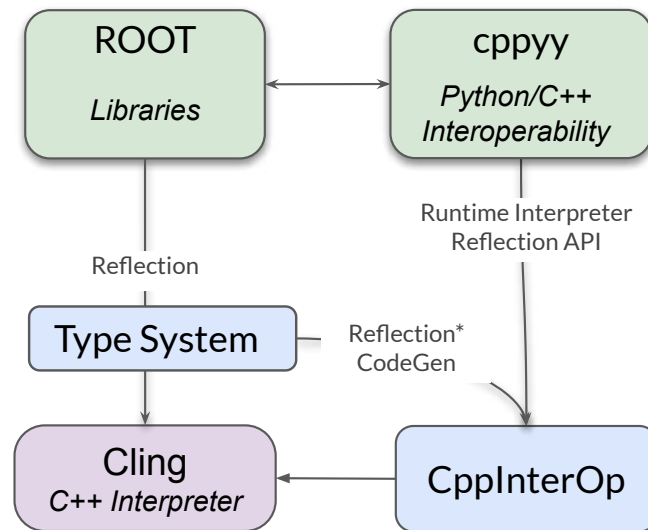 ROOT
Libraries
cppyy
Python/C++
Interoperability
Runtime Interpreter
Reflection API
Reflection
Type System
Reflection*
CodeGen
Cling
C++ Interpreter
CppInterOp